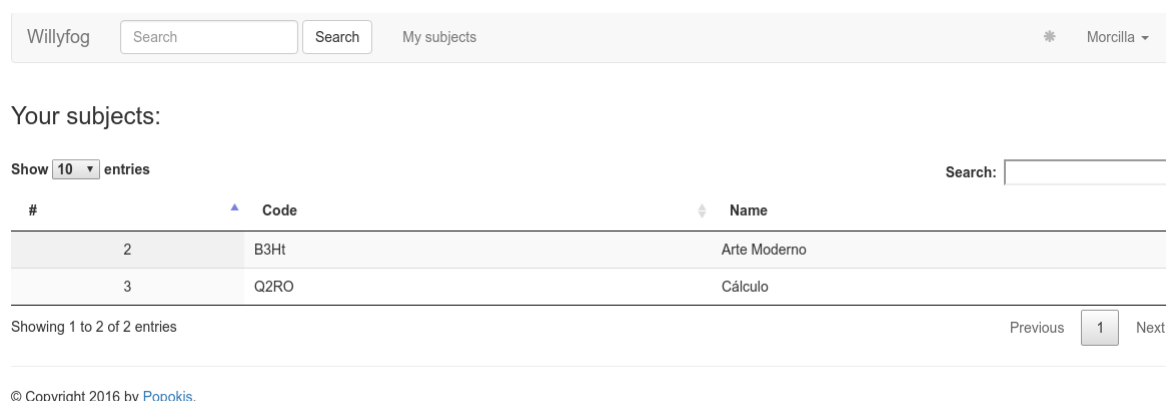 Willyfog Search Search My subjects Morcilla
Your subjects:
Show 10 entries Search:
# Code Name
2 B3Ht Arte Moderno
3 Q2RO Cálculo
Showing 1 to 2 of 2 entries Previous 1 Next
© Copyright 2016 by Popokis.